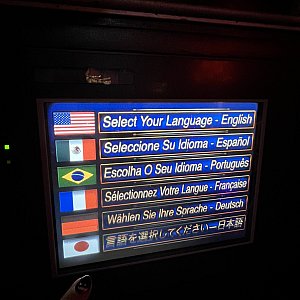 Select Your Language - English
Seleccione Su Idioma - Español
Escolha O Seu Idioma - Português
Sélectionnez Votre Langue - Française
Wählen Sie Ihre Sprache - Deutsch
言語を選択してください—日本語